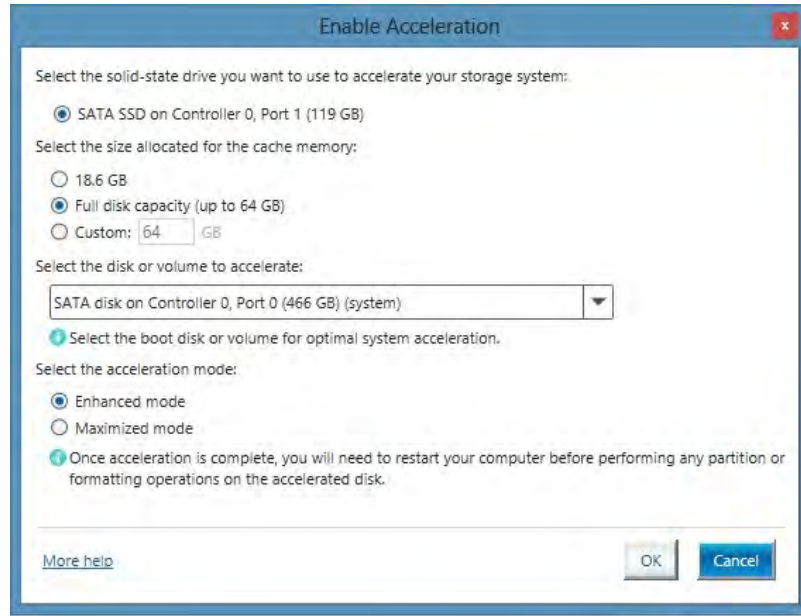 Enable Acceleration
x
Select the solid-state drive you want to use to accelerate your storage system:
SATA SSD on Controller 0, Port 1 (119 GB)
Select the size allocated for the cache memory:
18.6 GB
Full disk capacity (up to 64 GB)
Custom: 64 GB
Select the disk or volume to accelerate:
SATA disk on Controller 0, Port 0 (466 GB) (system)
Select the boot disk or volume for optimal system acceleration.
Select the acceleration mode:
Enhanced mode
Maximized mode
Once acceleration is complete, you will need to restart your computer before performing any partition or
formatting operations on the accelerated disk.
More help
OK
Cancel